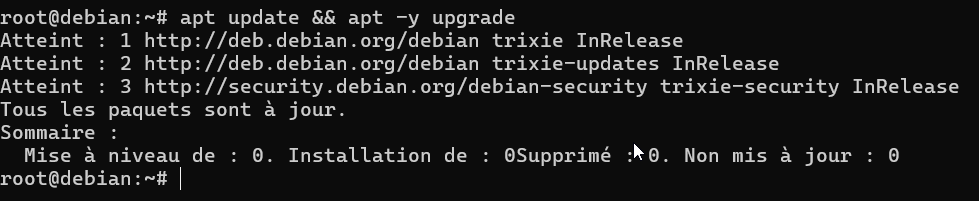 root@debian:~# apt update && apt -y upgrade
Atteint : 1 http://deb.debian.org/debian trixie InRelease
Atteint : 2 http://deb.debian.org/debian trixie-updates InRelease
Atteint : 3 http://security.debian.org/debian-security trixie-security InRelease
Tous les paquets sont à jour.
Sommaire :
  Mise à niveau de : 0. Installation de : 0Supprimé : 0. Non mis à jour : 0
root@debian:~#